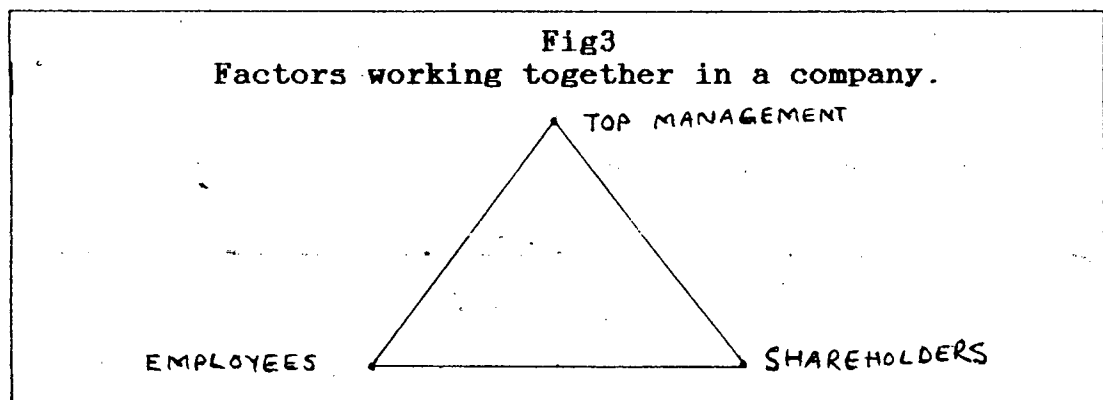 Fig3
Factors working together in a company.
TOP MANAGEMENT
EMPLOYEES
SHAREHOLDERS